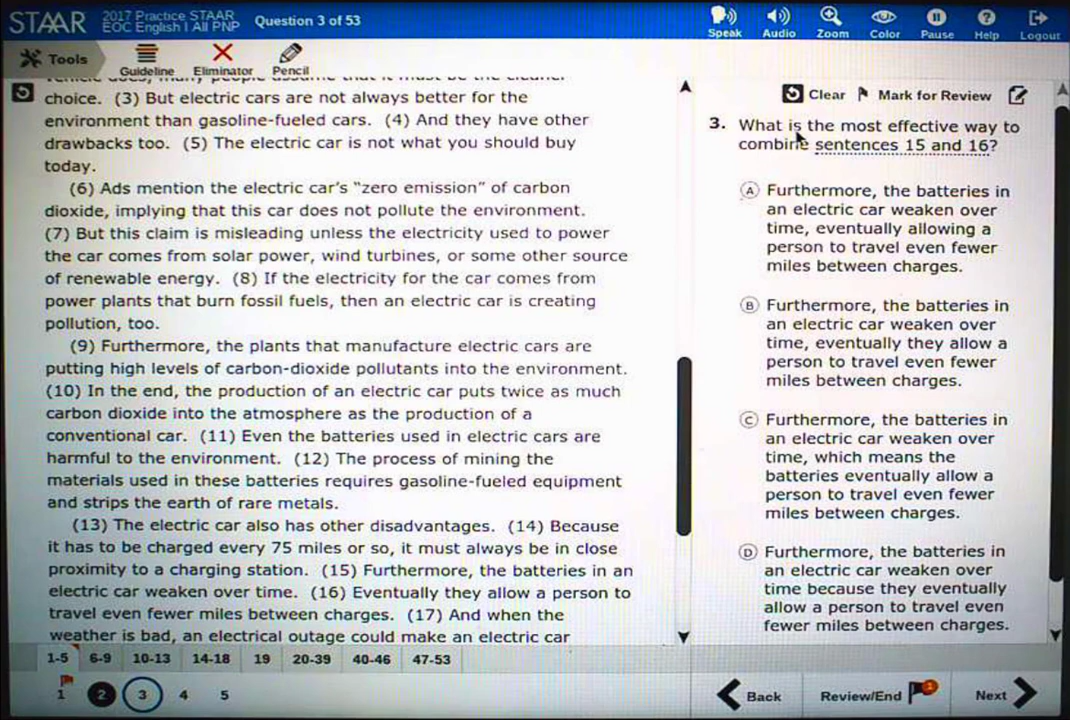 STAAR
2017 Practice STAAR
EOC English I All PNP
Question 3 of 53
Speak
Audio
Zoom
Color
Pause
Help
Logout
Tools
Guideline
Eliminator
Pencil
choice. (3) But electric cars are not always better for the
environment than gasoline-fueled cars. (4) And they have other
drawbacks too. (5) The electric car is not what you should buy
today.
(6) Ads mention the electric car's “zero emission” of carbon
dioxide, implying that this car does not pollute the environment.
(7) But this claim is misleading unless the electricity used to power
the car comes from solar power, wind turbines, or some other source
of renewable energy. (8) If the electricity for the car comes from
power plants that burn fossil fuels, then an electric car is creating
pollution, too.
(9) Furthermore, the plants that manufacture electric cars are
putting high levels of carbon-dioxide pollutants into the environment.
(10) In the end, the production of an electric car puts twice as much
carbon dioxide into the atmosphere as the production of a
conventional car. (11) Even the batteries used in electric cars are
harmful to the environment. (12) The process of mining the
materials used in these batteries requires gasoline-fueled equipment
and strips the earth of rare metals.
(13) The electric car also has other disadvantages. (14) Because
it has to be charged every 75 miles or so, it must always be in close
proximity to a charging station. (15) Furthermore, the batteries in an
electric car weaken over time. (16) Eventually they allow a person to
travel even fewer miles between charges. (17) And when the
weather is bad, an electrical outage could make an electric car
Clear
Mark for Review
3. What is the most effective way to
combine sentences 15 and 16?
A Furthermore, the batteries in
an electric car weaken over
time, eventually allowing a
person to travel even fewer
miles between charges.
B Furthermore, the batteries in
an electric car weaken over
time, eventually they allow a
person to travel even fewer
miles between charges.
C Furthermore, the batteries in
an electric car weaken over
time, which means the
batteries eventually allow a
person to travel even fewer
miles between charges.
D Furthermore, the batteries in
an electric car weaken over
time because they eventually
allow a person to travel even
fewer miles between charges.
1-5
6-9
10-13
14-18
19
20-39
40-46
47-53
1
2
3
4
5
Back
Review/End
1
Next